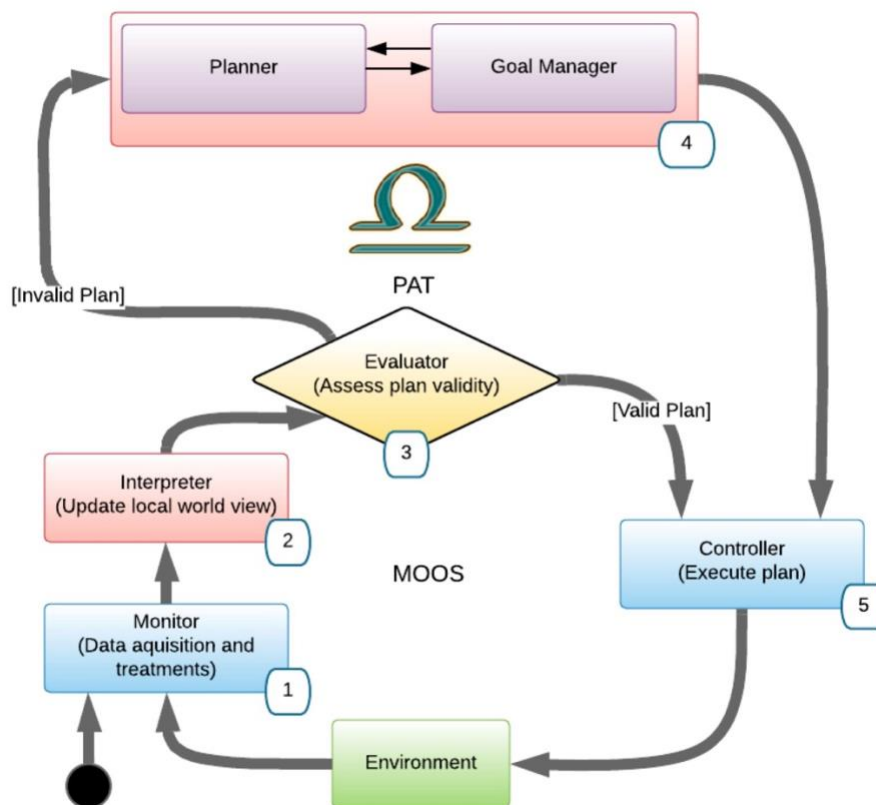 Planner
Goal Manager
4
PAT
[Invalid Plan]
Evaluator
(Assess plan validity)
[Valid Plan]
3
Interpreter
(Update local world view)
2
MOOS
Controller
(Execute plan)
5
Monitor
(Data aquisition and
treatments)
1
Environment